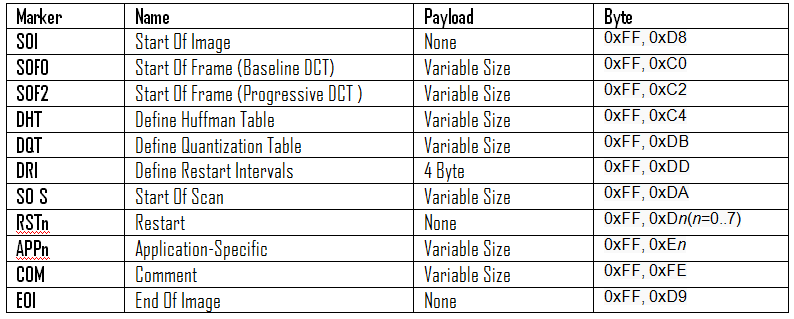 Marker Name Payload Byte
SOI Start Of Image None 0xFF, 0xD8
SOF0 Start Of Frame (Baseline DCT) Variable Size 0xFF, 0xC0
SOF2 Start Of Frame (Progressive DCT ) Variable Size 0xFF, 0xC2
DHT Define Huffman Table Variable Size 0xFF, 0xC4
DQT Define Quantization Table Variable Size 0xFF, 0xDB
DRI Define Restart Intervals 4 Byte 0xFF, 0xDD
SO S Start Of Scan Variable Size 0xFF, 0xDA
RSTn Restart None 0xFF, 0xDn(n=0..7)
APPn Application-Specific Variable Size 0xFF, 0xEn
COM Comment Variable Size 0xFF, 0xFE
EOI End Of Image None 0xFF, 0xD9